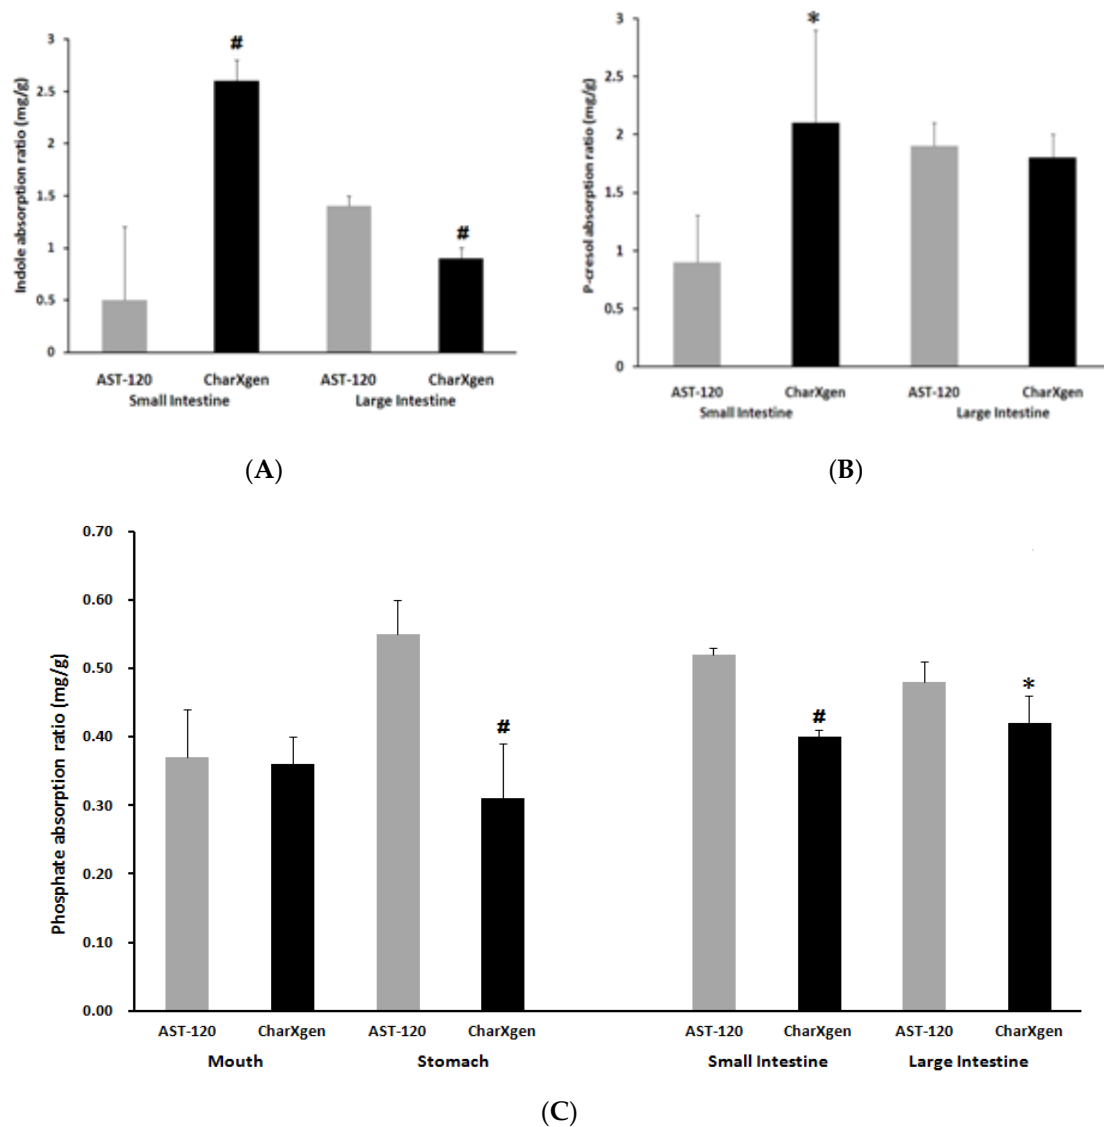 Indole absorption ratio (mg/g)
3
2.5
2
1.5
1
0.5
0
#
#
AST-120 CharXgen AST-120 CharXgen
Small Intestine Large Intestine
(A)
P-cresol absorption ratio (mg/g)
3
2.5
2
1.5
1
0.5
0
*
AST-120 CharXgen AST-120 CharXgen
Small Intestine Large Intestine
(B)
Phosphate absorption ratio (mg/g)
0.70
0.60
0.50
0.40
0.30
0.20
0.10
0.00
#
#
*
AST-120 CharXgen AST-120 CharXgen AST-120 CharXgen AST-120 CharXgen
Mouth Stomach Small Intestine Large Intestine
(C)